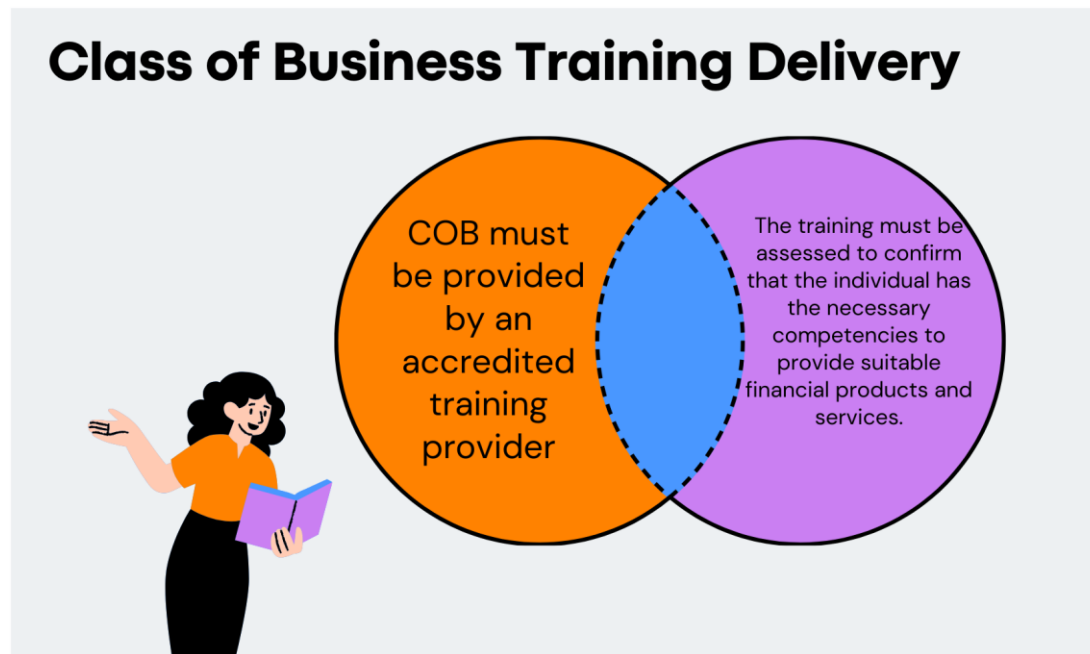 Class of Business Training Delivery
COB must
be provided
by an
accredited
training
provider
The training must be
assessed to confirm
that the individual has
the necessary
competencies to
provide suitable
financial products and
services.